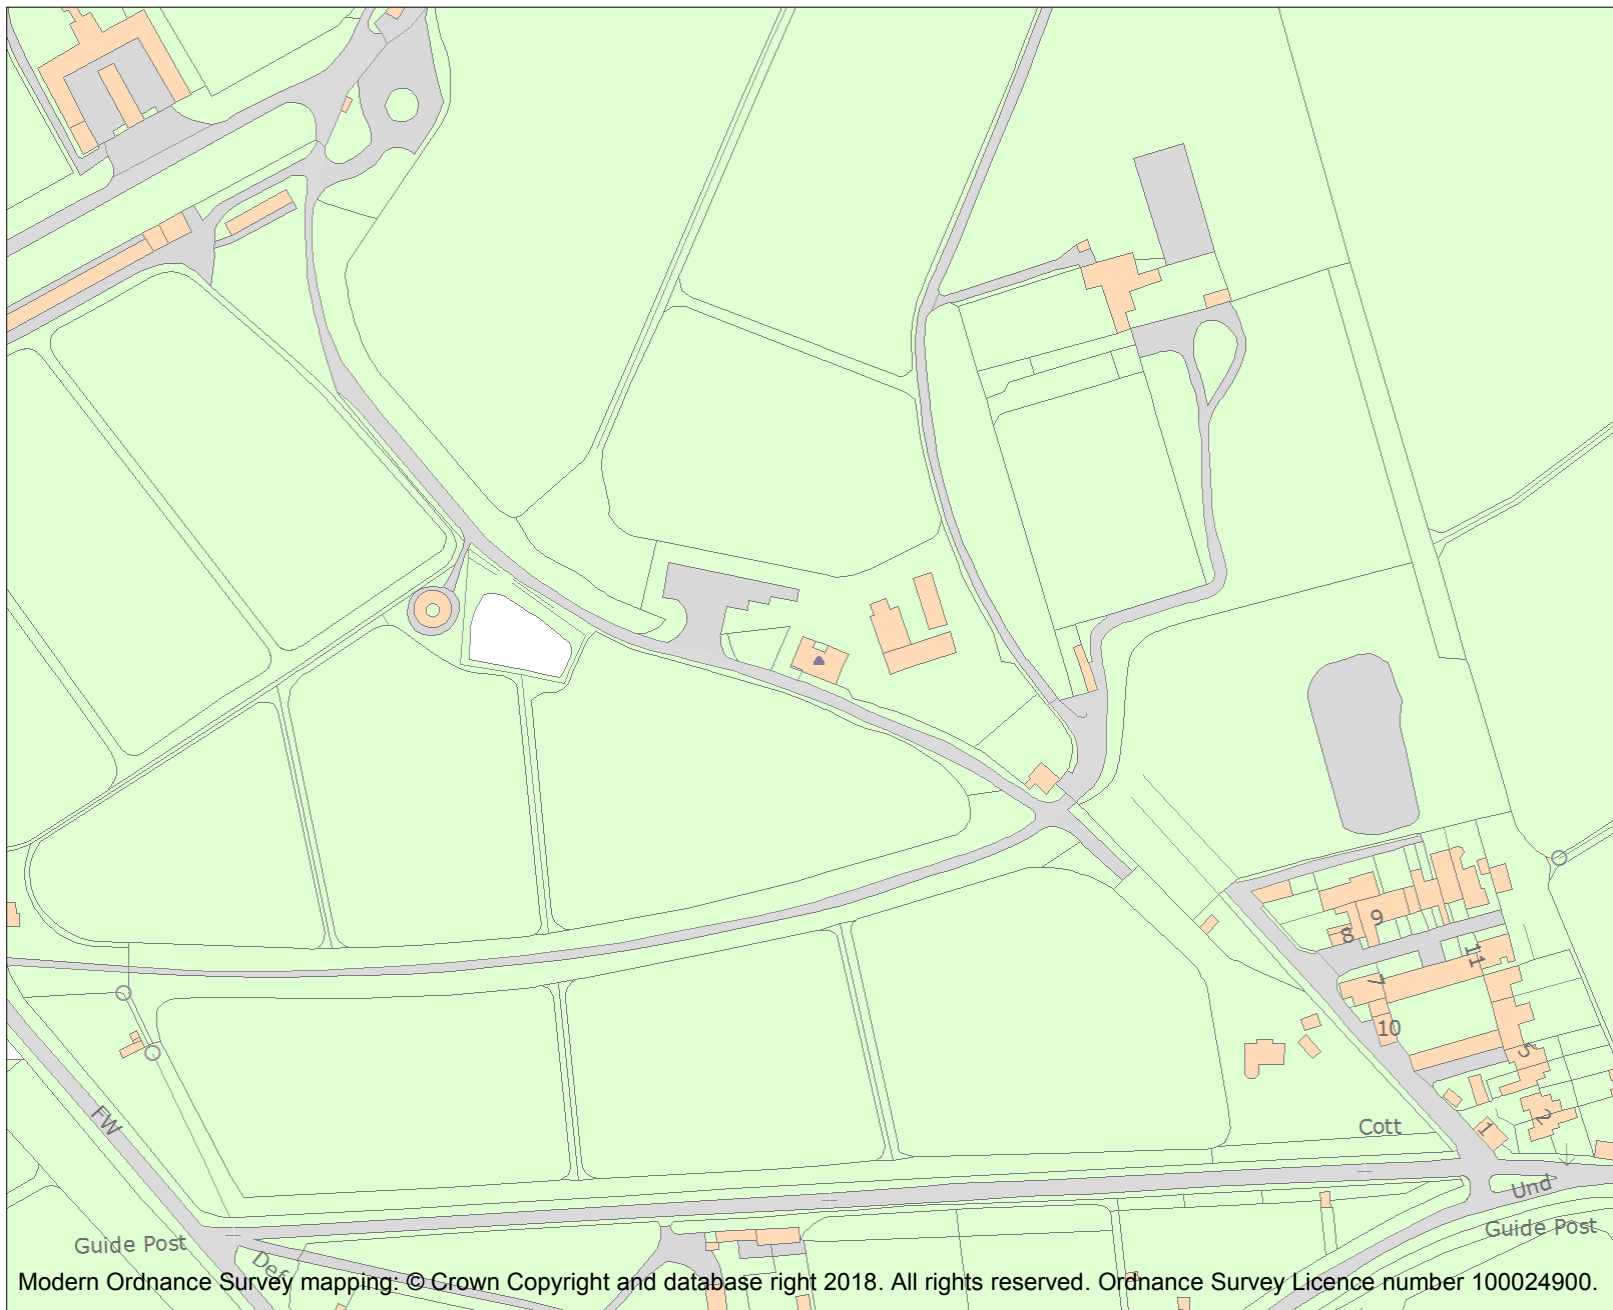 9
8
11
7
10
5
FW
Cott
1
2
Und
Guide Post
Guide Post
Def
Modern Ordnance Survey mapping: © Crown Copyright and database right 2018. All rights reserved. Ordnance Survey Licence number 100024900.